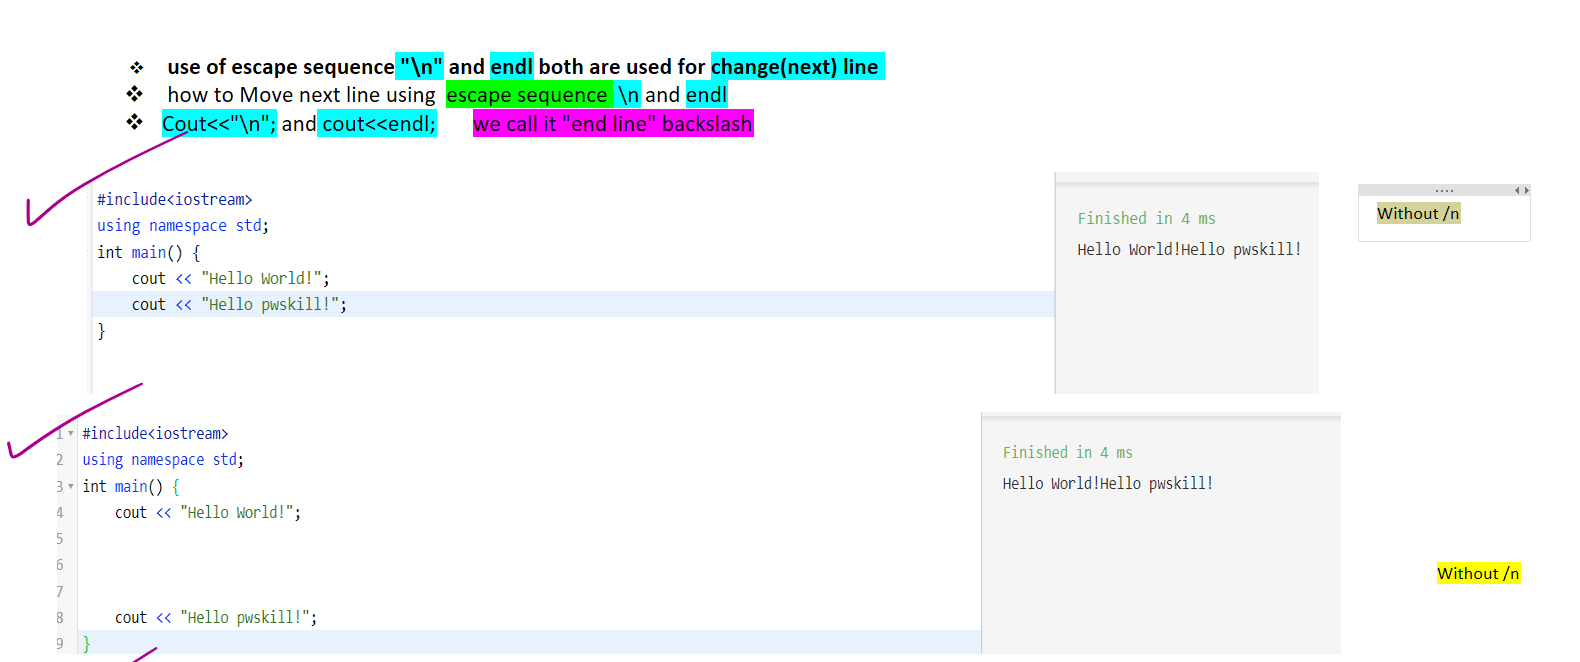 ❖ use of escape sequence "\n" and endl both are used for change(next) line
❖ how to Move next line using escape sequence \n and endl
❖ Cout<<"\n"; and cout<<endl; we call it "end line" backslash
#include<iostream>
using namespace std;
int main() {
cout << "Hello World!";
cout << "Hello pwskill!";
}
Finished in 4 ms
Hello World!Hello pwskill!
Without /n
1 #include<iostream>
2 using namespace std;
3 int main() {
4 cout << "Hello World!";
5
6
7
8 cout << "Hello pwskill!";
9 }
Finished in 4 ms
Hello World!Hello pwskill!
Without /n